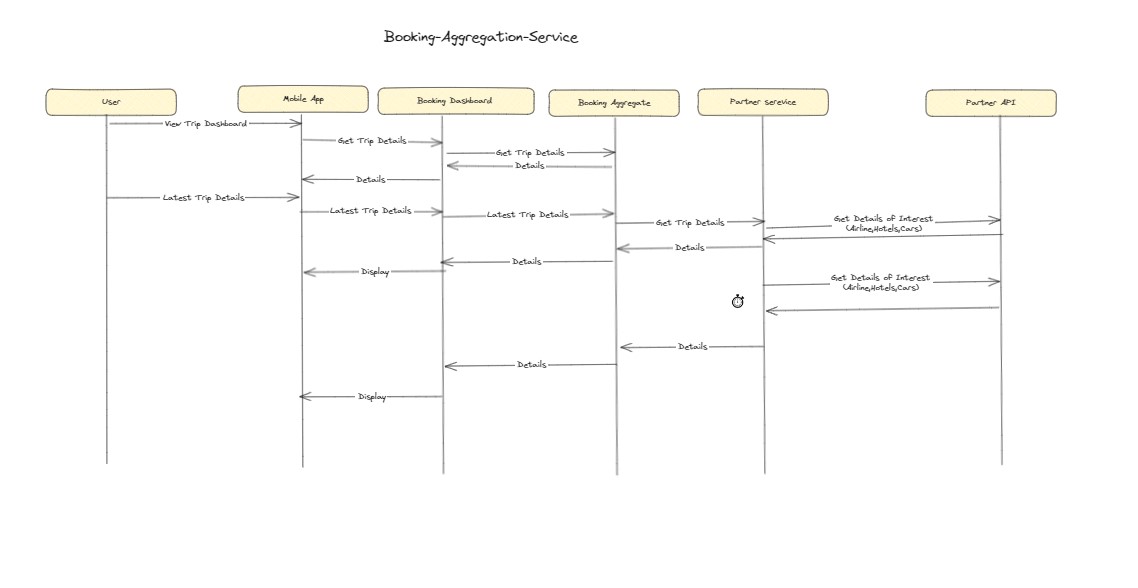 Booking-Aggregation-Service
User
Mobile App
Booking Dashboard
Booking Aggregate
Partner service
Partner API
View Trip Dashboard
Get Trip Details
Get Trip Details
Details
Details
Latest Trip Details
Latest Trip Details
Latest Trip Details
Get Trip Details
Get Details of Interest
(Airline,Hotels,Cars)
Details
Details
Display
Get Details of Interest
(Airline,Hotels,Cars)
Details
Details
Display